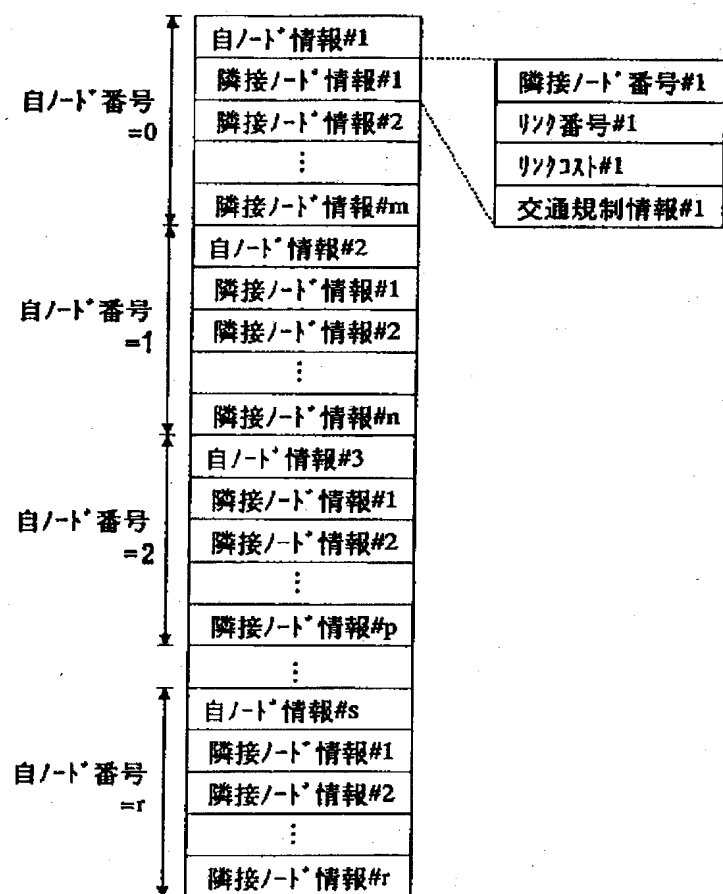 自ﾉｰﾄﾞ番号
=0
自ﾉｰﾄﾞ情報#1
隣接ﾉｰﾄﾞ情報#1
隣接ﾉｰﾄﾞ情報#2
⋮
隣接ﾉｰﾄﾞ情報#m
隣接ﾉｰﾄﾞ番号#1
ﾘﾝｸ番号#1
ﾘﾝｸｺｽﾄ#1
交通規制情報#1
自ﾉｰﾄﾞ番号
=1
自ﾉｰﾄﾞ情報#2
隣接ﾉｰﾄﾞ情報#1
隣接ﾉｰﾄﾞ情報#2
⋮
隣接ﾉｰﾄﾞ情報#n
自ﾉｰﾄﾞ番号
=2
自ﾉｰﾄﾞ情報#3
隣接ﾉｰﾄﾞ情報#1
隣接ﾉｰﾄﾞ情報#2
⋮
隣接ﾉｰﾄﾞ情報#p
⋮
自ﾉｰﾄﾞ番号
=r
自ﾉｰﾄﾞ情報#s
隣接ﾉｰﾄﾞ情報#1
隣接ﾉｰﾄﾞ情報#2
⋮
隣接ﾉｰﾄﾞ情報#r